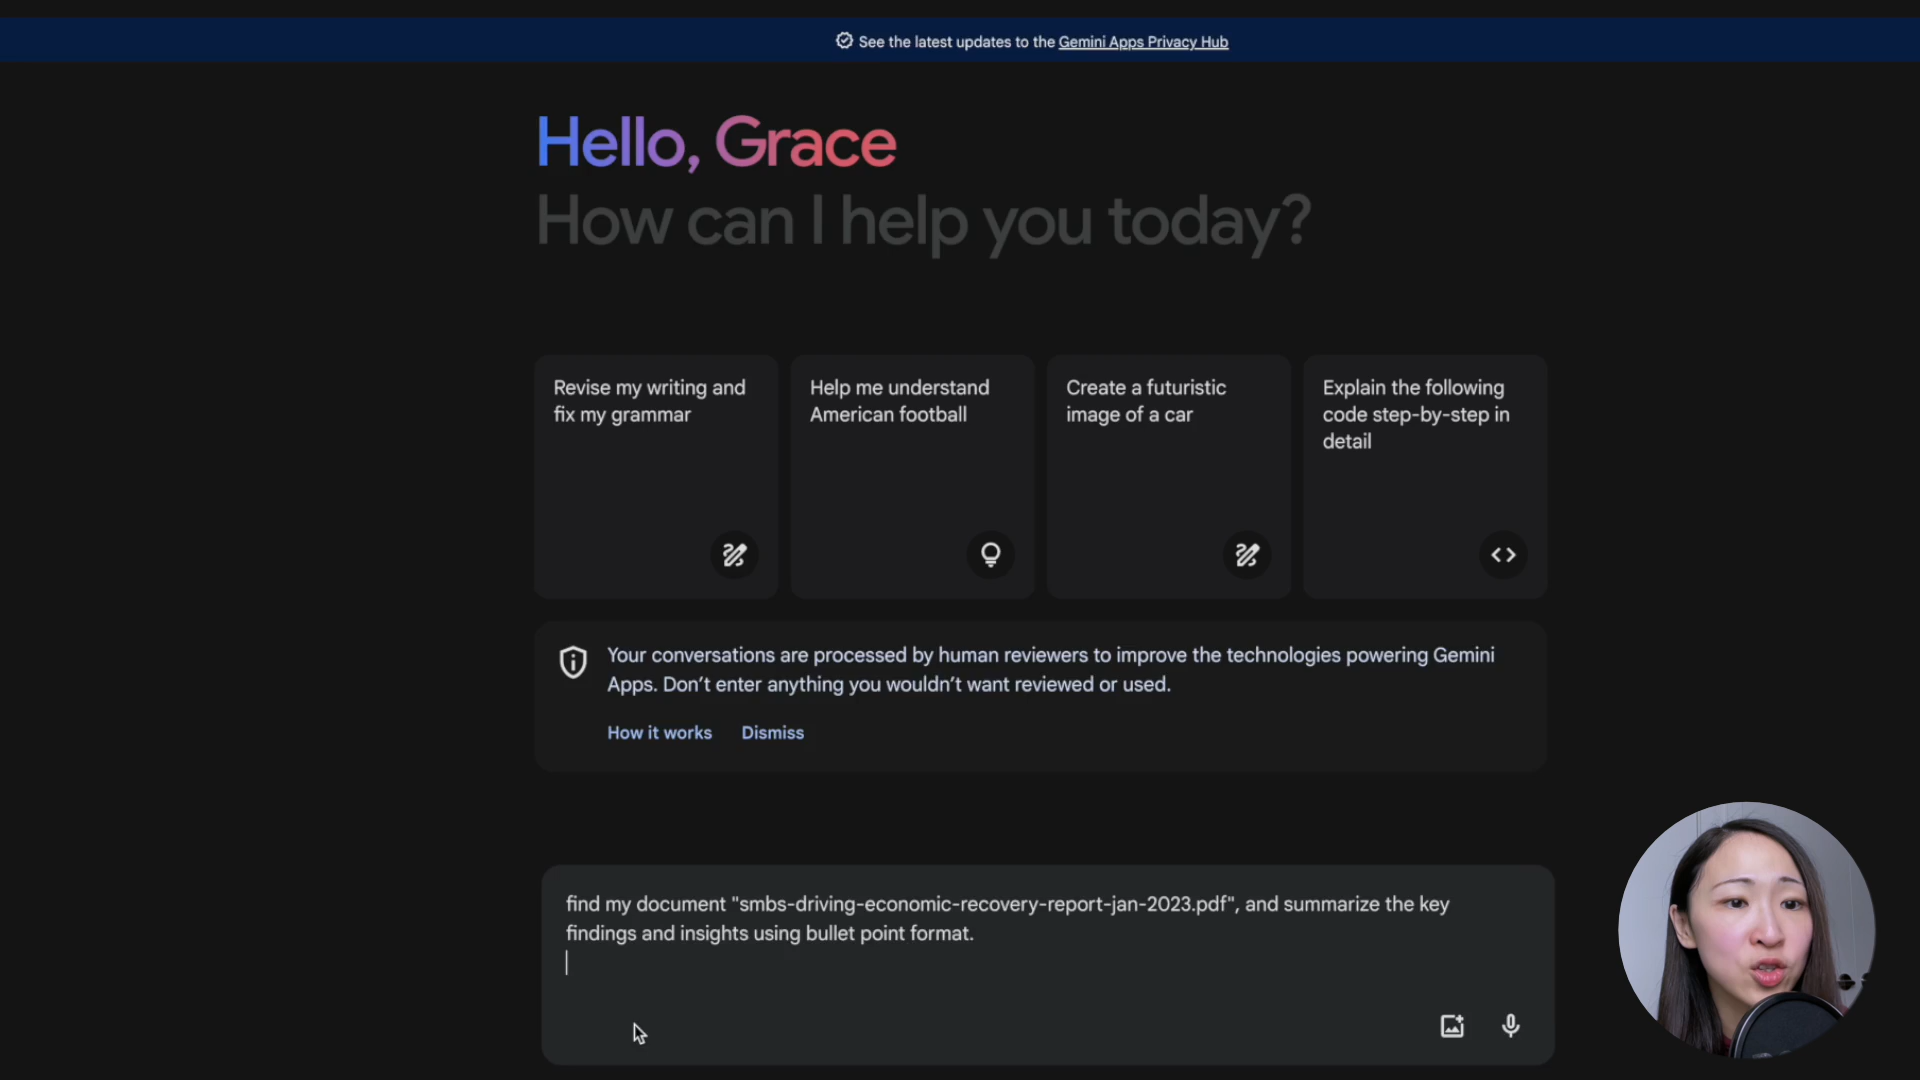 See the latest updates to the Gemini Apps Privacy Hub
Hello, Grace
How can I help you today?
Revise my writing and
fix my grammar
Help me understand
American football
Create a futuristic
image of a car
Explain the following
code step-by-step in
detail
Your conversations are processed by human reviewers to improve the technologies powering Gemini
Apps. Don’t enter anything you wouldn’t want reviewed or used.
How it works
Dismiss
find my document "smbs-driving-economic-recovery-report-jan-2023.pdf", and summarize the key
findings and insights using bullet point format.